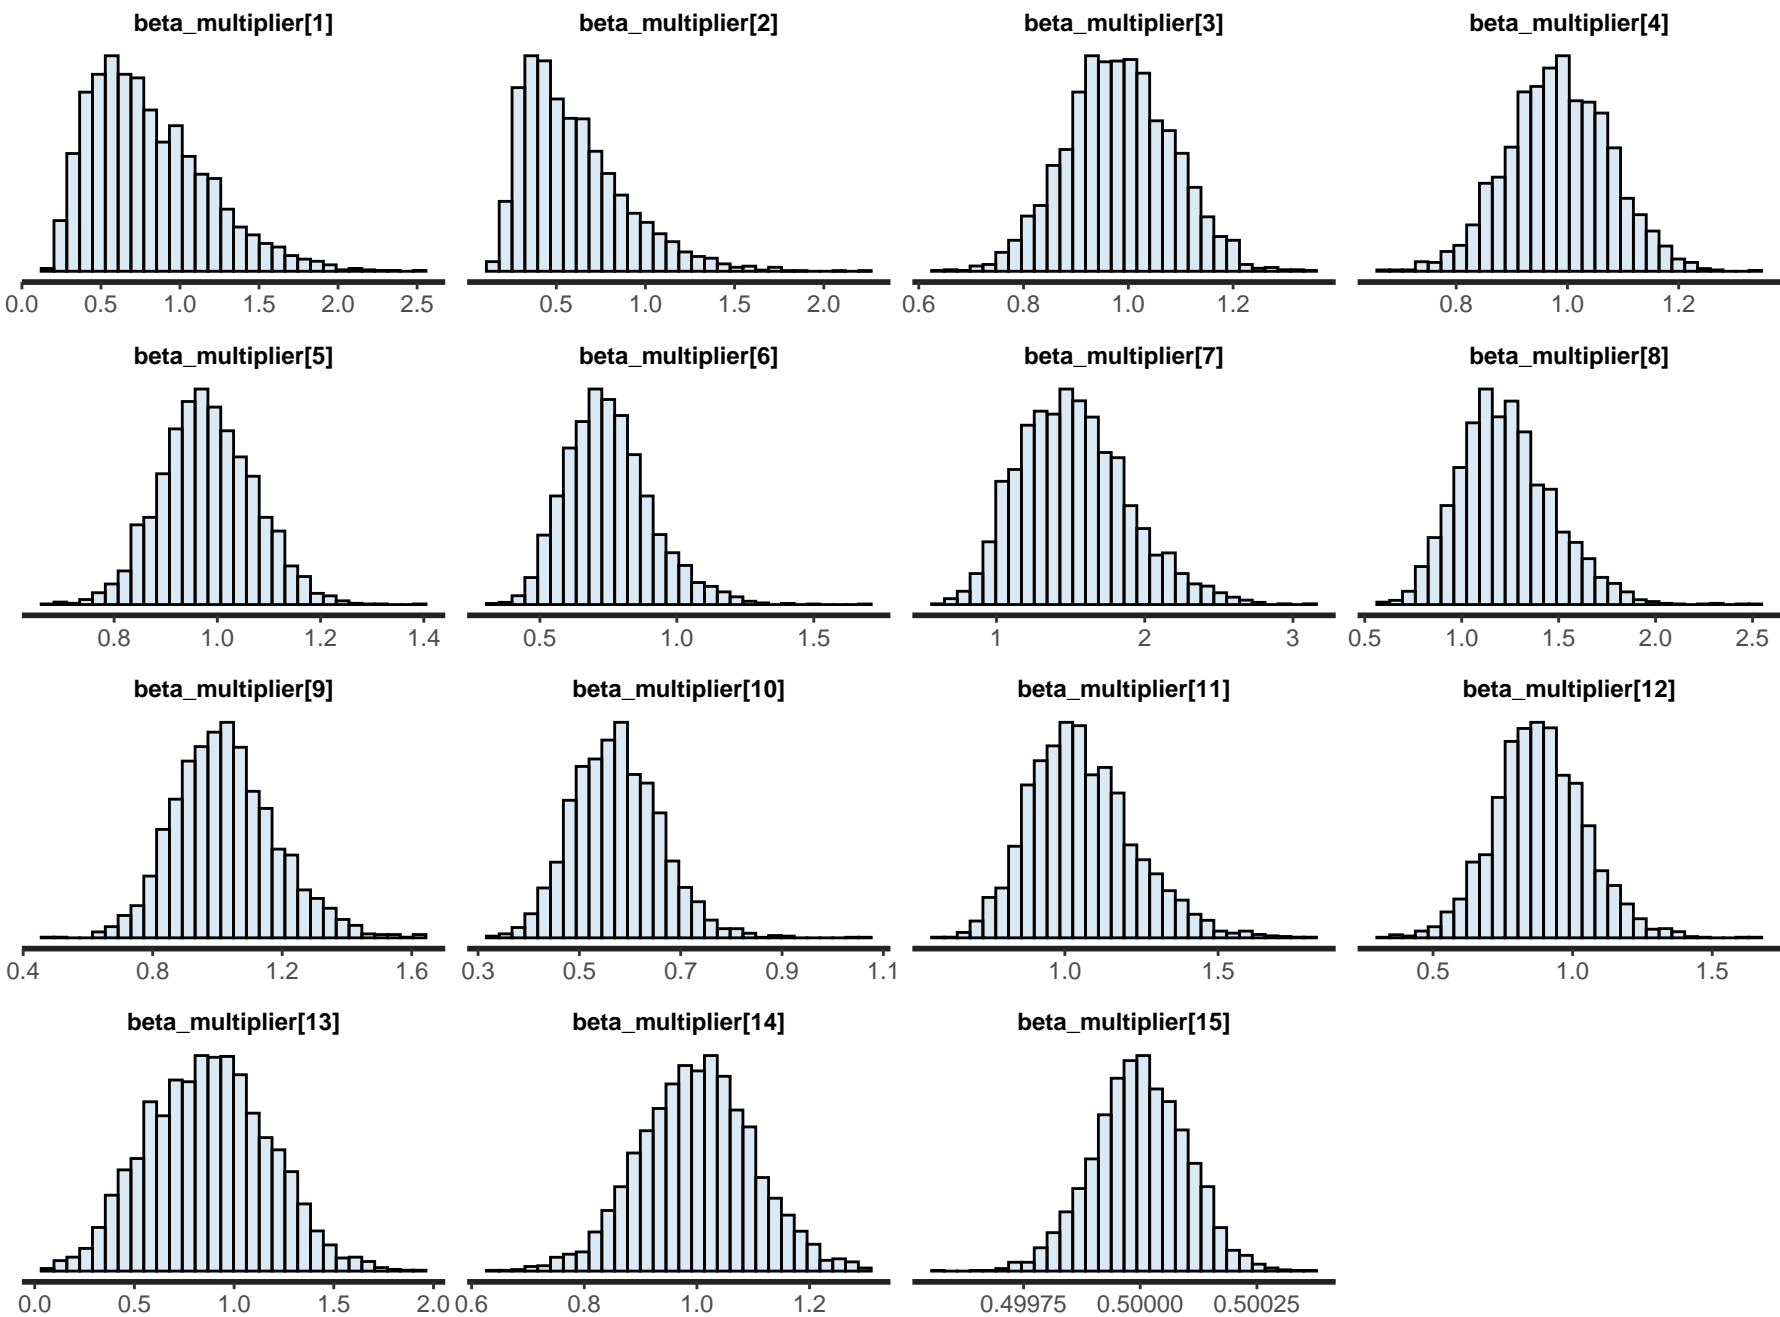 beta_multiplier[1] beta_multiplier[2] beta_multiplier[3] beta_multiplier[4]
0.0 0.5 1.0 1.5 2.0 2.5 0.5 1.0 1.5 2.0 0.6 0.8 1.0 1.2 0.8 1.0 1.2
beta_multiplier[5] beta_multiplier[6] beta_multiplier[7] beta_multiplier[8]
0.8 1.0 1.2 1.4 0.5 1.0 1.5 1 2 3 0.5 1.0 1.5 2.0 2.5
beta_multiplier[9] beta_multiplier[10] beta_multiplier[11] beta_multiplier[12]
0.4 0.8 1.2 1.6 0.3 0.5 0.7 0.9 1.1 1.0 1.5 0.5 1.0 1.5
beta_multiplier[13] beta_multiplier[14] beta_multiplier[15]
0.0 0.5 1.0 1.5 2.0 0.6 0.8 1.0 1.2 0.49975 0.50000 0.50025